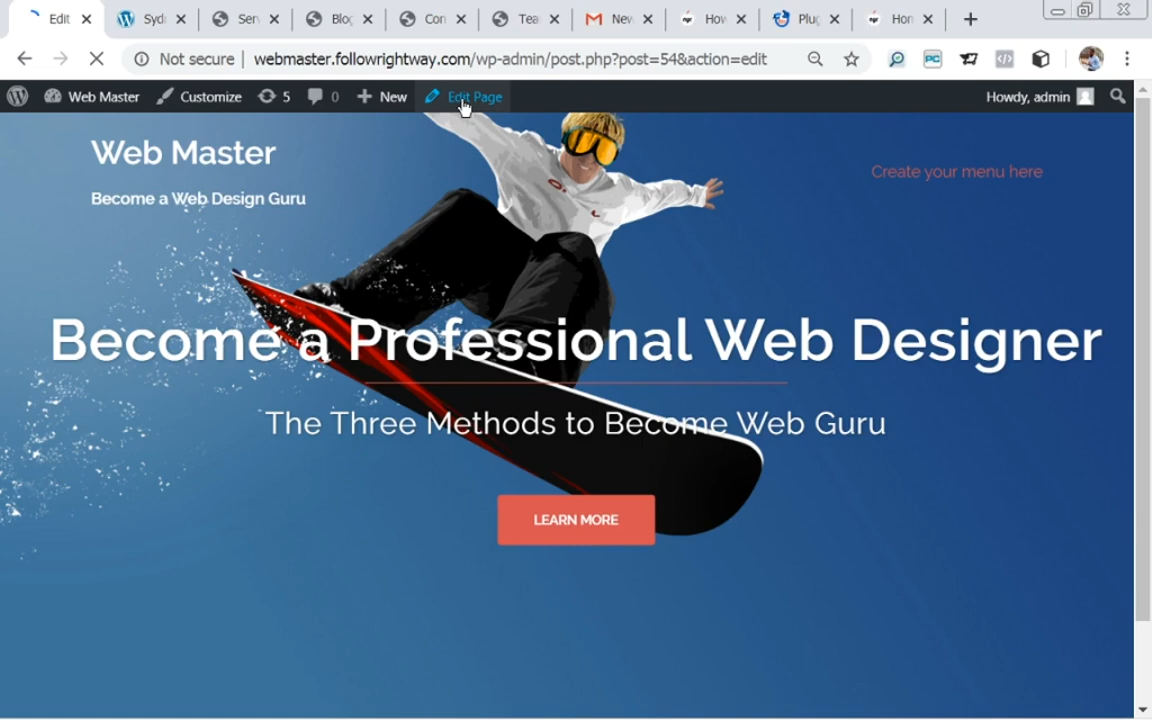 Edit
Syd
Ser
Blog
Con
Tea
New
How
Plug
Hon
Not secure
webmaster.followrightway.com/wp-admin/post.php?post=54&action=edit
PC
Web Master
Customize
5
0
New
Edit Page
Howdy, admin
Web Master
Create your menu here
Become a Web Design Guru
Become a Professional Web Designer
The Three Methods to Become Web Guru
LEARN MORE